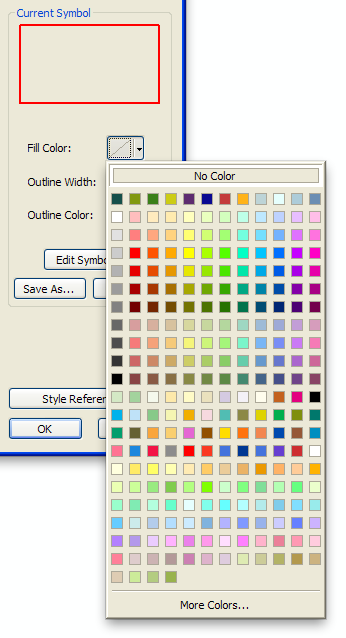 Current Symbol
Fill Color:
No Color
Outline Width:
Outline Color:
Edit Symbo
Save As...
Style Referen
OK
More Colors...